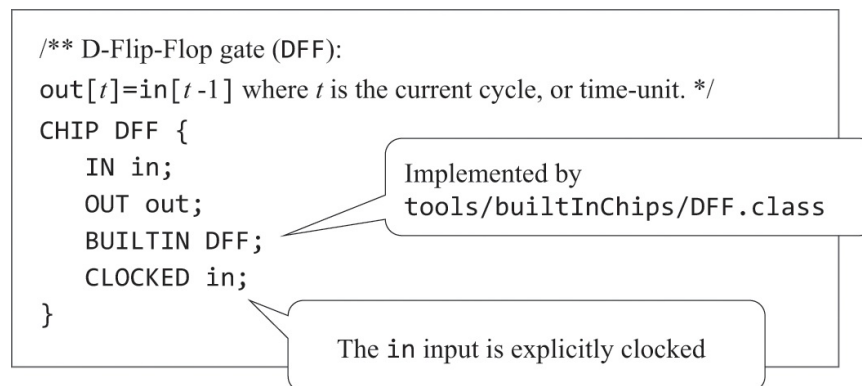 /** D-Flip-Flop gate (DFF):
out[t]=in[t -1] where t is the current cycle, or time-unit. */
CHIP DFF {
IN in;
OUT out;
BUILTIN DFF;
CLOCKED in;
}
Implemented by
tools/builtInChips/DFF.class
The in input is explicitly clocked